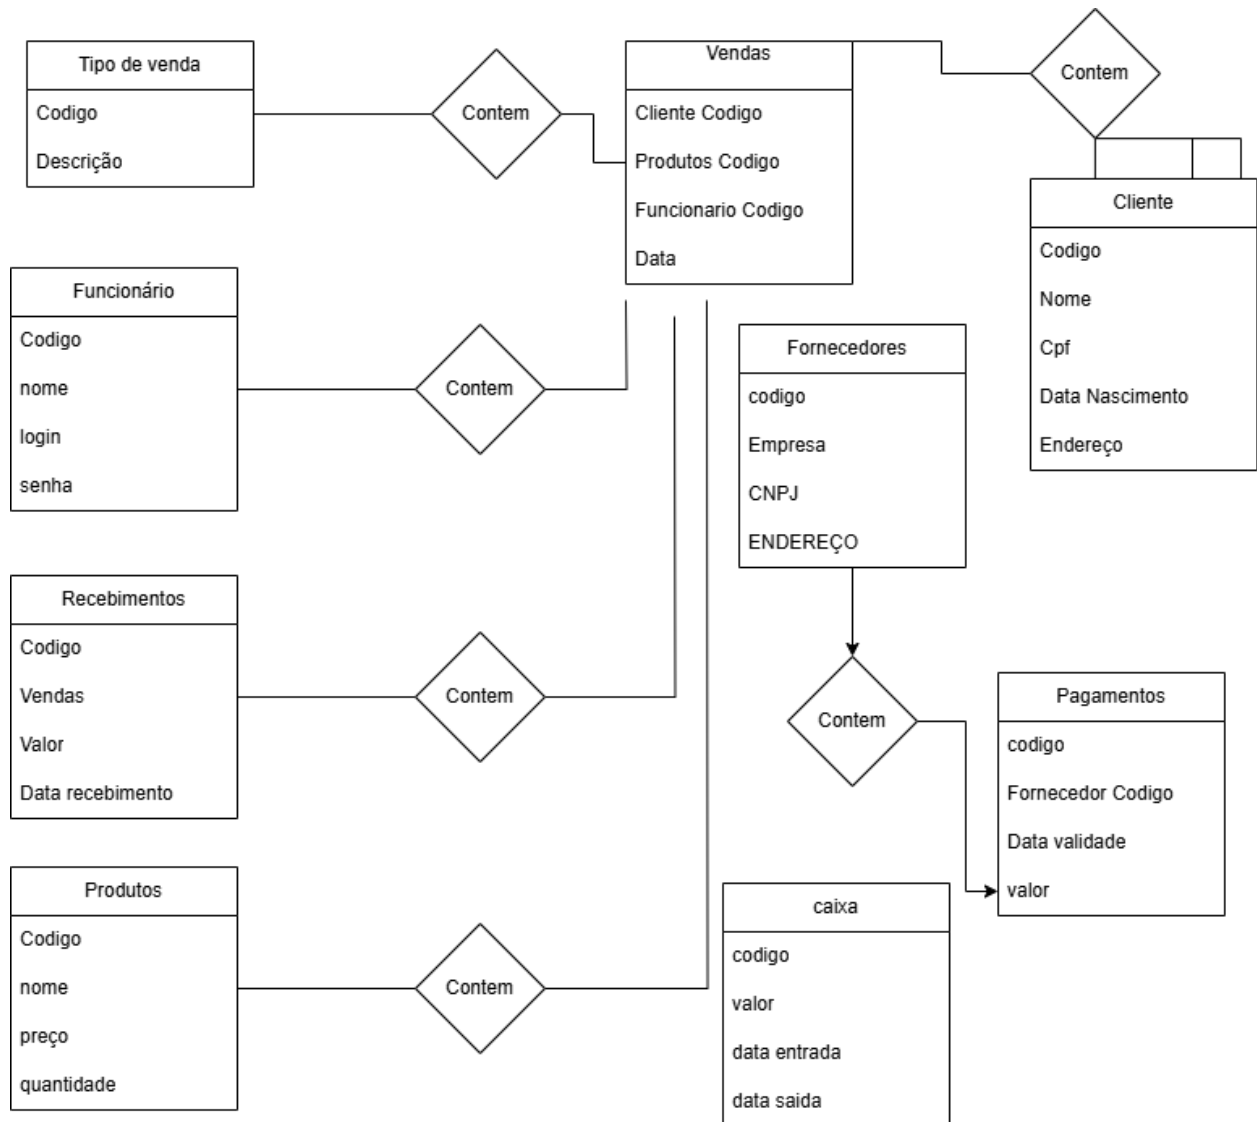 Tipo de venda
Codigo
Descrição
Contem
Vendas
Cliente Codigo
Produtos Codigo
Funcionario Codigo
Data
Contem
Cliente
Codigo
Nome
Cpf
Data Nascimento
Endereço
Funcionário
Codigo
nome
login
senha
Contem
Fornecedores
codigo
Empresa
CNPJ
ENDEREÇO
Recebimentos
Codigo
Vendas
Valor
Data recebimento
Contem
Contem
Pagamentos
codigo
Fornecedor Codigo
Data validade
valor
Produtos
Codigo
nome
preço
quantidade
Contem
caixa
codigo
valor
data entrada
data saida